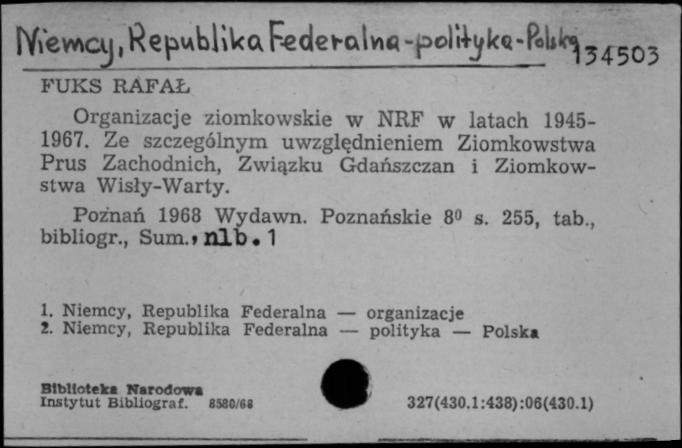 Niemcy, Republika Federalna - polityka - Polska
134503
FUKS RAFAŁ
Organizacje ziomkowskie w NRF w latach 1945-
1967. Ze szczególnym uwzględnieniem Ziomkowstwa
Prus Zachodnich, Związku Gdańszczan i Ziomkow-
stwa Wisły-Warty.
Poznań 1968 Wydawn. Poznańskie 8⁰ s. 255, tab.,
bibliogr., Sum., nlb. 1
1. Niemcy, Republika Federalna — organizacje
2. Niemcy, Republika Federalna — polityka — Polska
Biblioteka Narodowa
Instytut Bibliograf. 8580/68
327(430.1:438):06(430.1)